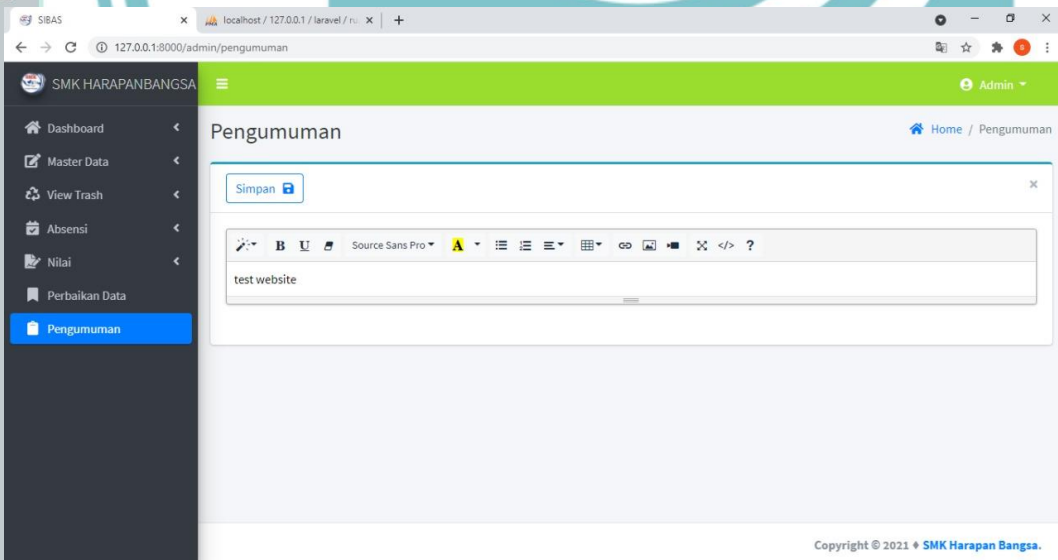 SIBAS
localhost / 127.0.0.1 / laravel / ru
127.0.0.1:8000/admin/pengumuman
SMK HARAPANBANGSA
Admin
Dashboard
Master Data
View Trash
Absensi
Nilai
Perbaikan Data
Pengumuman
Pengumuman
Home / Pengumuman
Simpan
B U Source Sans Pro A </> ?
test website
Copyright © 2021 ♦ SMK Harapan Bangsa.